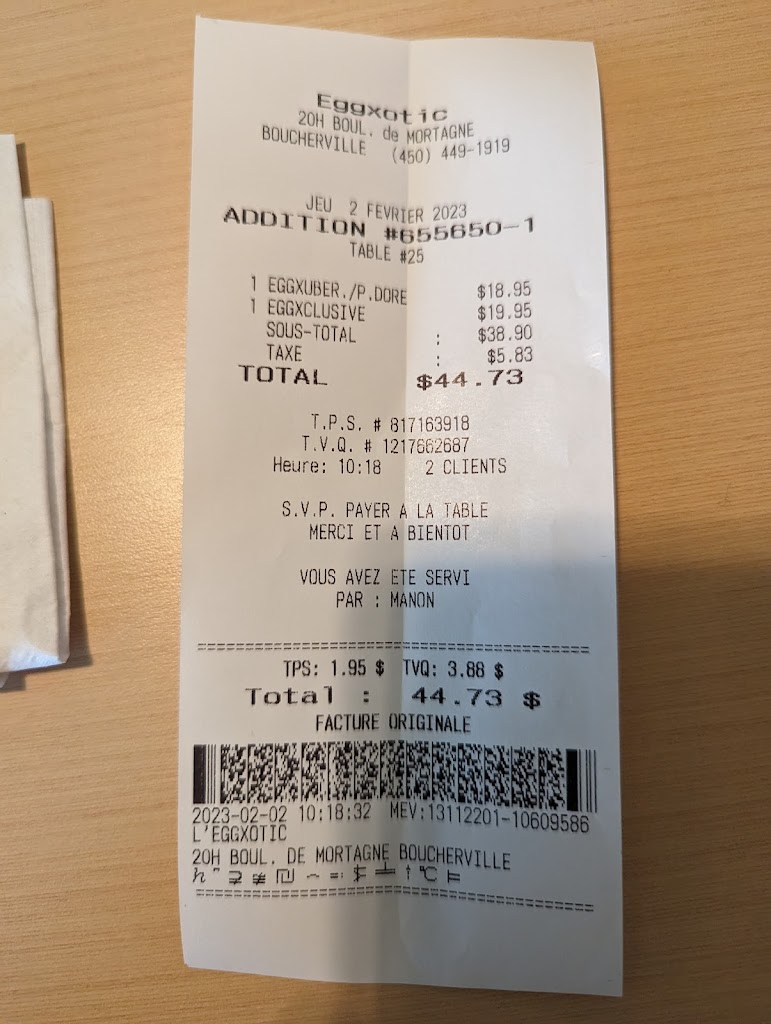 Eggxotic
20H BOUL. de MORTAGNE
BOUCHERVILLE (450) 449-1919
JEU 2 FEVRIER 2023
ADDITION #655650-1
TABLE #25
1 EGGXUBER./P.DORE $18.95
1 EGGXCLUSIVE $19.95
SOUS-TOTAL : $38.90
TAXE : $5.83
TOTAL $44.73
T.P.S. # 817163918
T.V.Q. # 1217662687
Heure: 10:18 2 CLIENTS
S.V.P. PAYER A LA TABLE
MERCI ET A BIENTOT
VOUS AVEZ ETE SERVI
PAR : MANON
TPS: 1.95 $ TVQ: 3.88 $
Total : 44.73 $
FACTURE ORIGINALE
2023-02-02 10:18:32 MEV:13112201-10609586
L'EGGXOTIC
20H BOUL. DE MORTAGNE BOUCHERVILLE